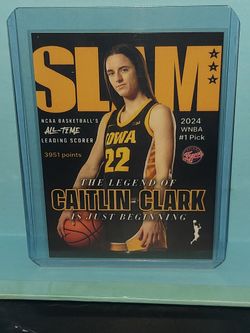 SLAM
NCAA BASKETBALL'S
ALL-TIME
LEADING SCORER
3951 points
2024
WNBA
#1 Pick
IOWA
22
THE LEGEND OF
CAITLIN CLARK
IS JUST BEGINNING